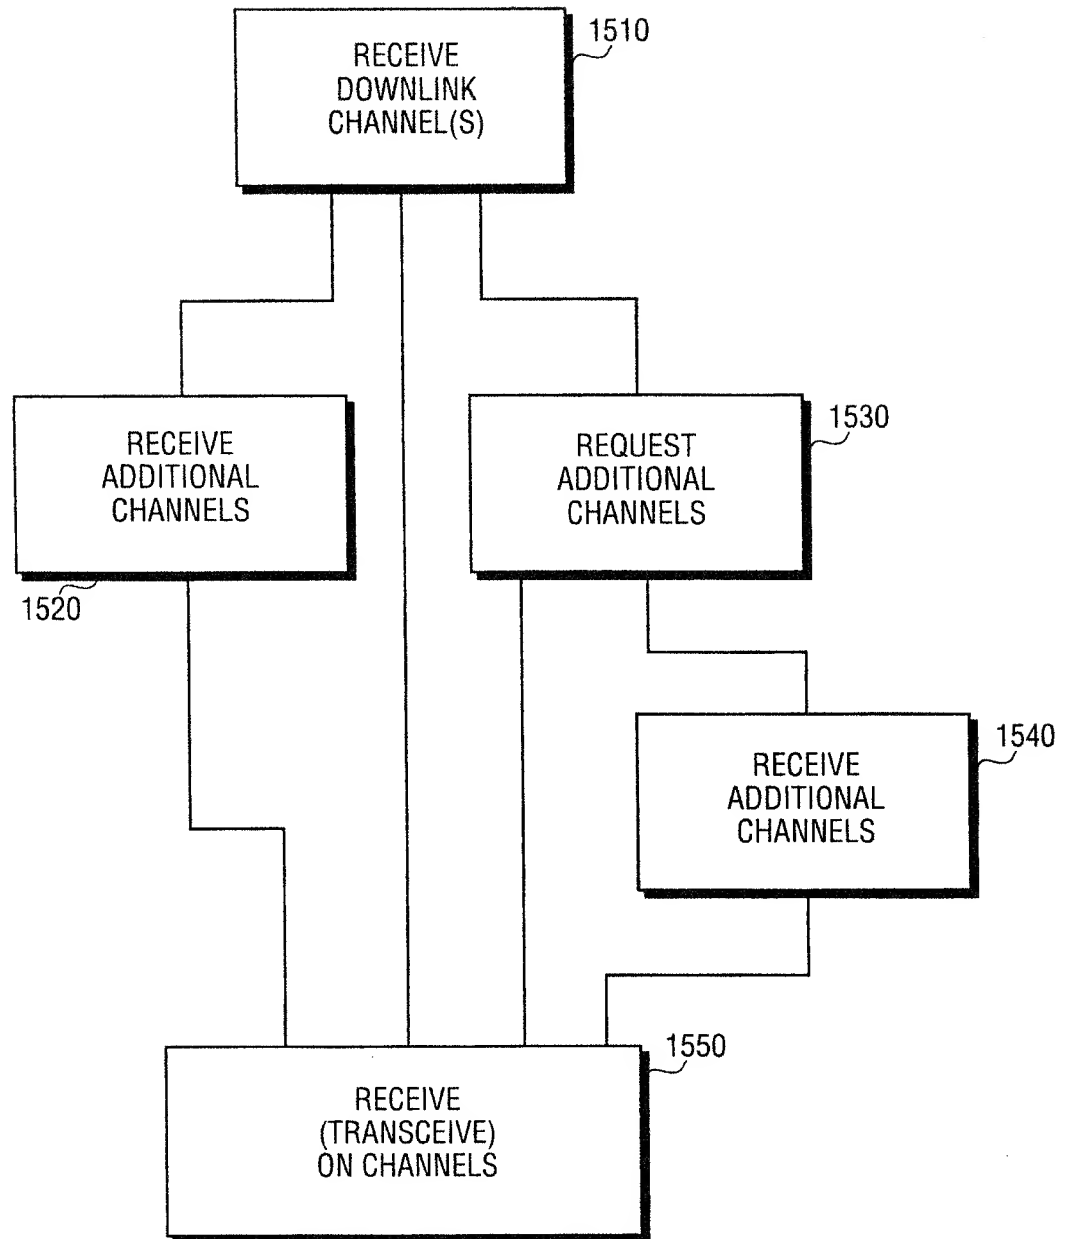 RECEIVE
DOWNLINK
CHANNEL(S)
1510
RECEIVE
ADDITIONAL
CHANNELS
1520
REQUEST
ADDITIONAL
CHANNELS
1530
RECEIVE
ADDITIONAL
CHANNELS
1540
RECEIVE
(TRANSCEIVE)
ON CHANNELS
1550